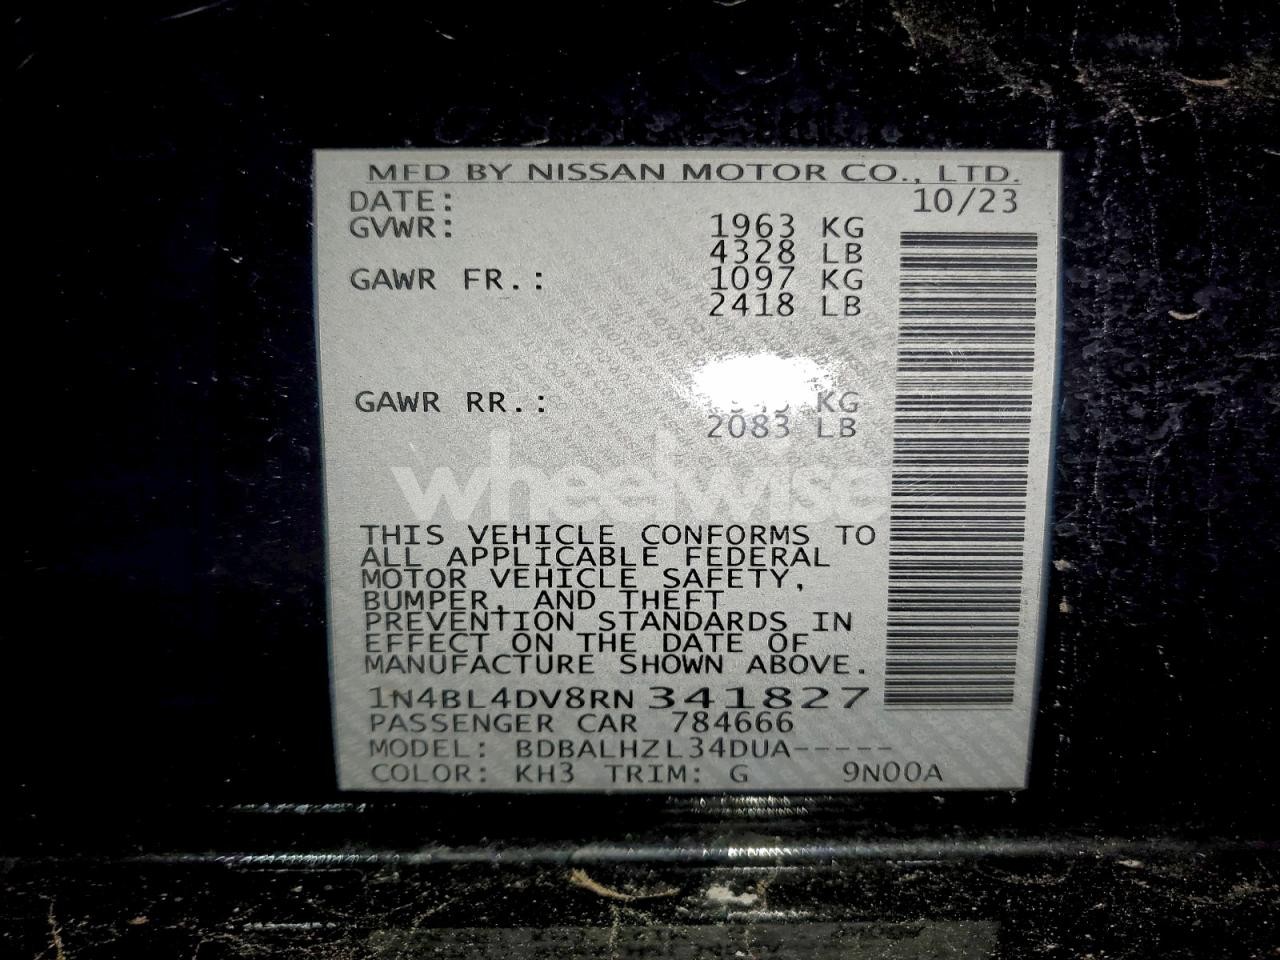 MFD BY NISSAN MOTOR CO., LTD.
DATE: 10/23
GVWR: 1963 KG
4328 LB
GAWR FR.: 1097 KG
2418 LB
GAWR RR.: KG
2083 LB
wheelwise
THIS VEHICLE CONFORMS TO
ALL APPLICABLE FEDERAL
MOTOR VEHICLE SAFETY,
BUMPER, AND THEFT
PREVENTION STANDARDS IN
EFFECT ON THE DATE OF
MANUFACTURE SHOWN ABOVE.
1N4BL4DV8RN341827
PASSENGER CAR 784666
MODEL: BDBALHZL34DUA-----
COLOR: KH3 TRIM: G 9N00A